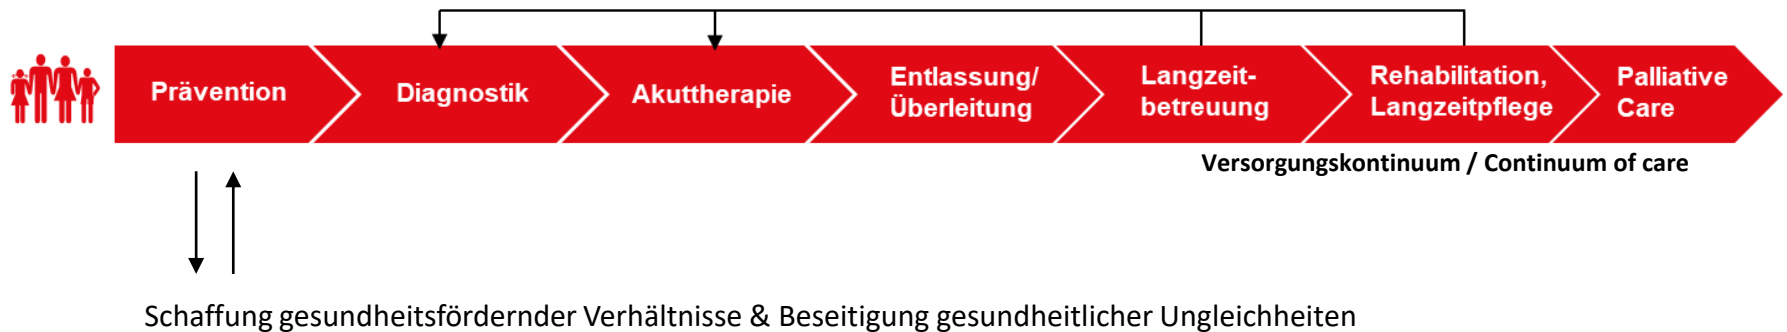 Prävention
Diagnostik
Akuttherapie
Entlassung/
Überleitung
Langzeit-
betreuung
Rehabilitation,
Langzeitpflege
Palliative
Care
Versorgungskontinuum / Continuum of care
Schaffung gesundheitsfördernder Verhältnisse & Beseitigung gesundheitlicher Ungleichheiten